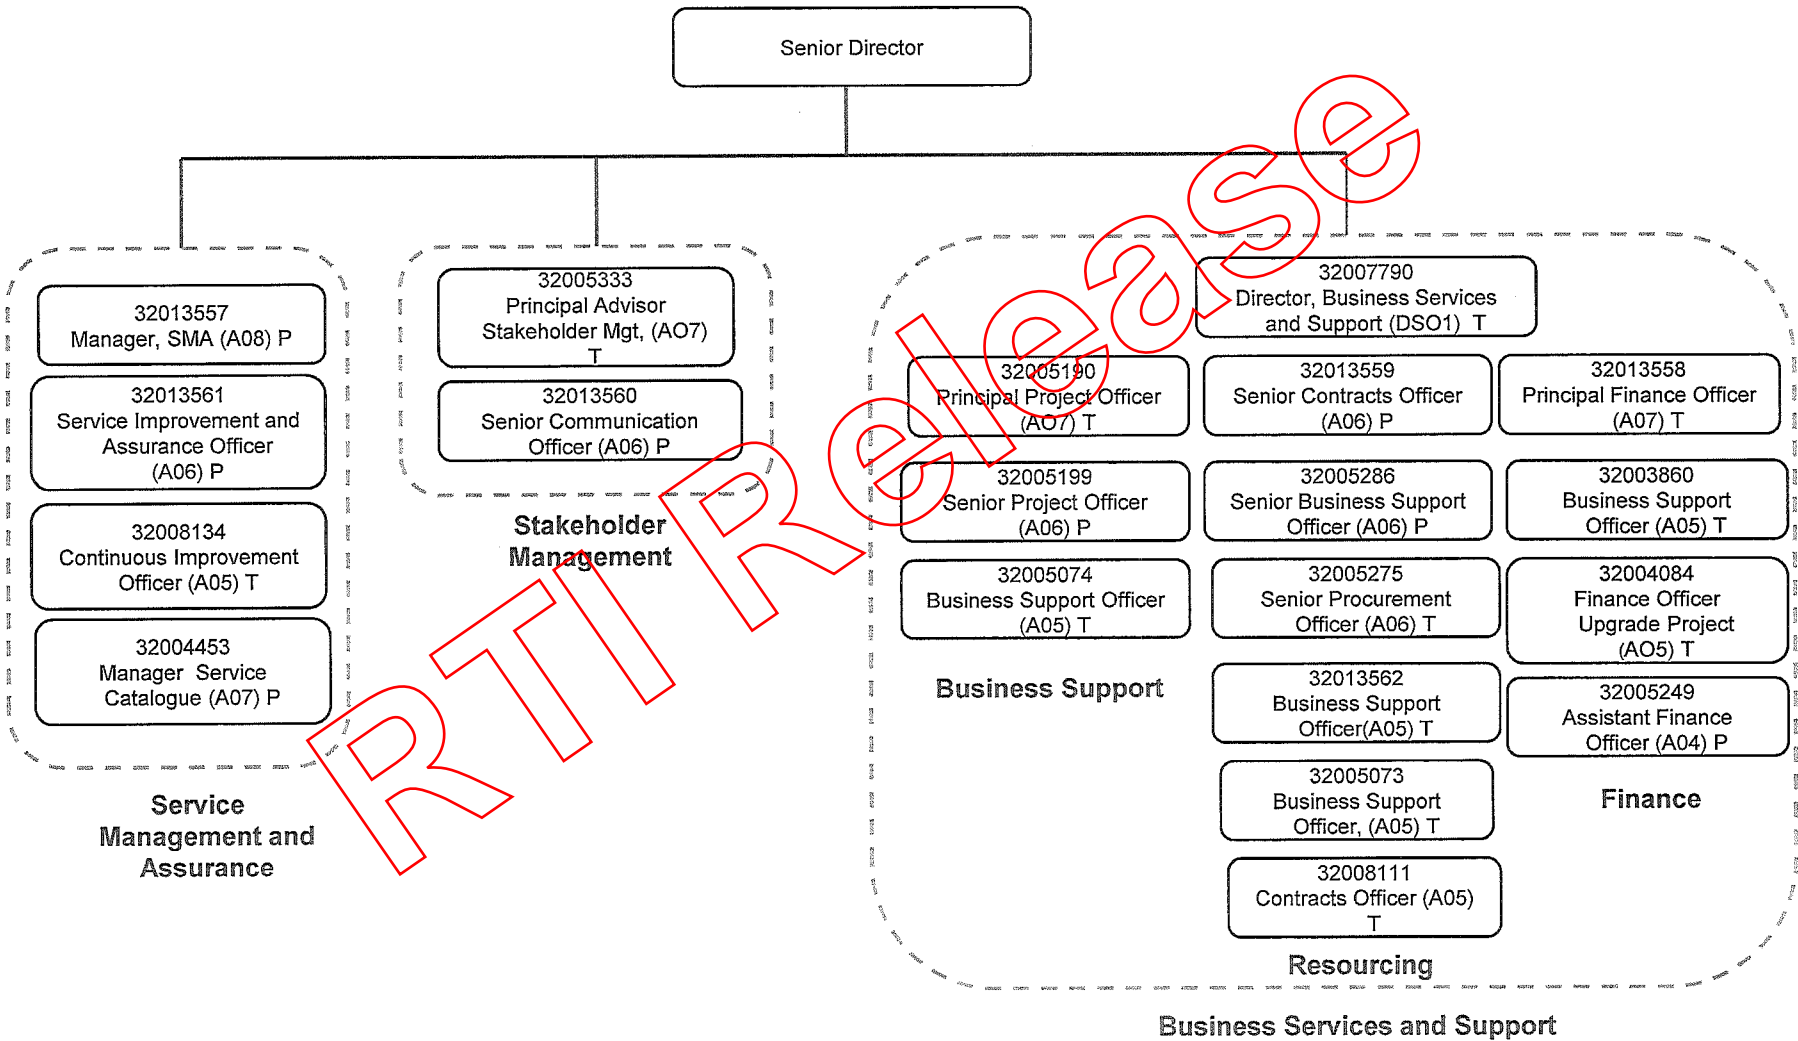 Senior Director
32013557
Manager, SMA (A08) P
32013561
Service Improvement and
Assurance Officer
(A06) P
32008134
Continuous Improvement
Officer (A05) T
32004453
Manager Service
Catalogue (A07) P
Service
Management and
Assurance
32005333
Principal Advisor
Stakeholder Mgt, (AO7)
T
32013560
Senior Communication
Officer (A06) P
Stakeholder
Management
32007790
Director, Business Services
and Support (DSO1) T
32005190
Principal Project Officer
(AO7) T
32005199
Senior Project Officer
(A06) P
32005074
Business Support Officer
(A05) T
Business Support
32013559
Senior Contracts Officer
(A06) P
32005286
Senior Business Support
Officer (A06) P
32005275
Senior Procurement
Officer (A06) T
32013562
Business Support
Officer(A05) T
32005073
Business Support
Officer, (A05) T
32008111
Contracts Officer (A05)
T
Resourcing
32013558
Principal Finance Officer
(A07) T
32003860
Business Support
Officer (A05) T
32004084
Finance Officer
Upgrade Project
(AO5) T
32005249
Assistant Finance
Officer (A04) P
Finance
Business Services and Support
RTI Release